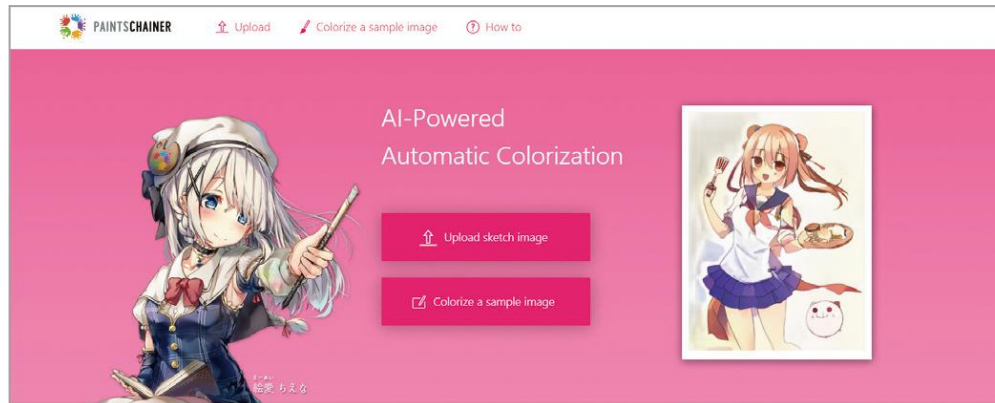 PAINTSCHAINER
Upload
Colorize a sample image
How to
AI-Powered
Automatic Colorization
Upload sketch image
Colorize a sample image
絵愛 ちえな